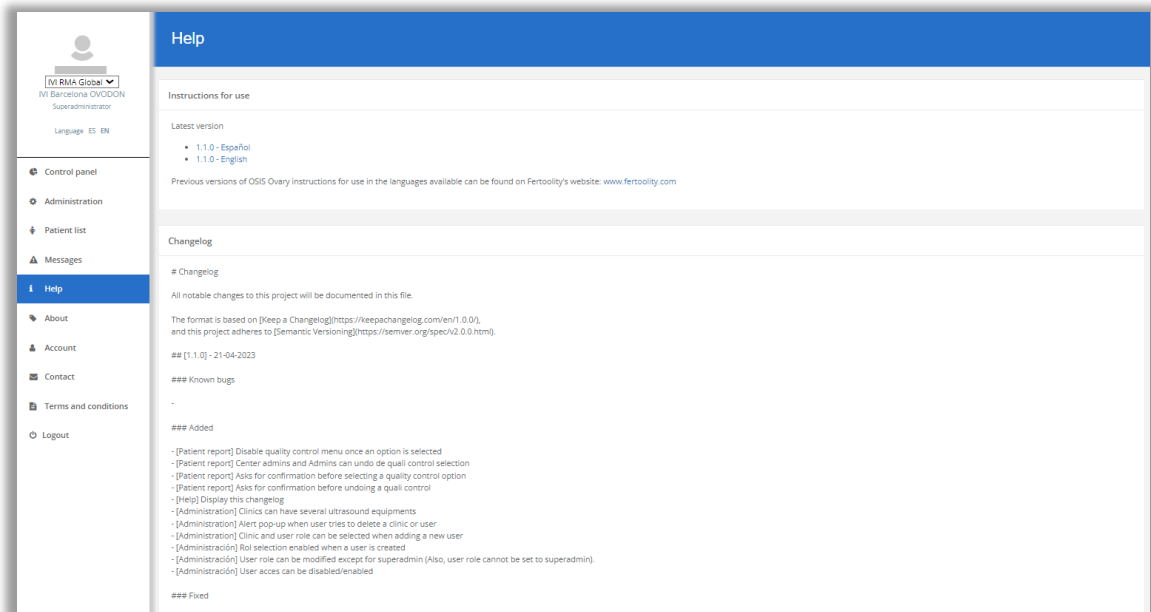 IVI RMA Global
IVI Barcelona OVODON
Superadministrator
Language ES EN
Control panel
Administration
Patient list
Messages
Help
About
Account
Contact
Terms and conditions
Logout
Help
Instructions for use
Latest version
1.1.0 - Español
1.1.0 - English
Previous versions of OSIS Ovary instructions for use in the languages available can be found on Fertoolity's website: www.fertoolity.com
Changelog
# Changelog
All notable changes to this project will be documented in this file.
The format is based on [Keep a Changelog](https://keepachangelog.com/en/1.0.0/),
and this project adheres to [Semantic Versioning](https://semver.org/spec/v2.0.0.html).
## [1.1.0] - 21-04-2023
### Known bugs
-
### Added
- [Patient report] Disable quality control menu once an option is selected
- [Patient report] Center admins and Admins can undo de quali control selection
- [Patient report] Asks for confirmation before selecting a quality control option
- [Patient report] Asks for confirmation before undoing a quali control
- [Help] Display this changelog
- [Administration] Clinics can have several ultrasound equipments
- [Administration] Alert pop-up when user tries to delete a clinic or user
- [Administration] Clinic and user role can be selected when adding a new user
- [Administración] Rol selection enabled when a user is created
- [Administración] User role can be modified except for superadmin (Also, user role cannot be set to superadmin).
- [Administración] User acces can be disabled/enabled
### Fixed